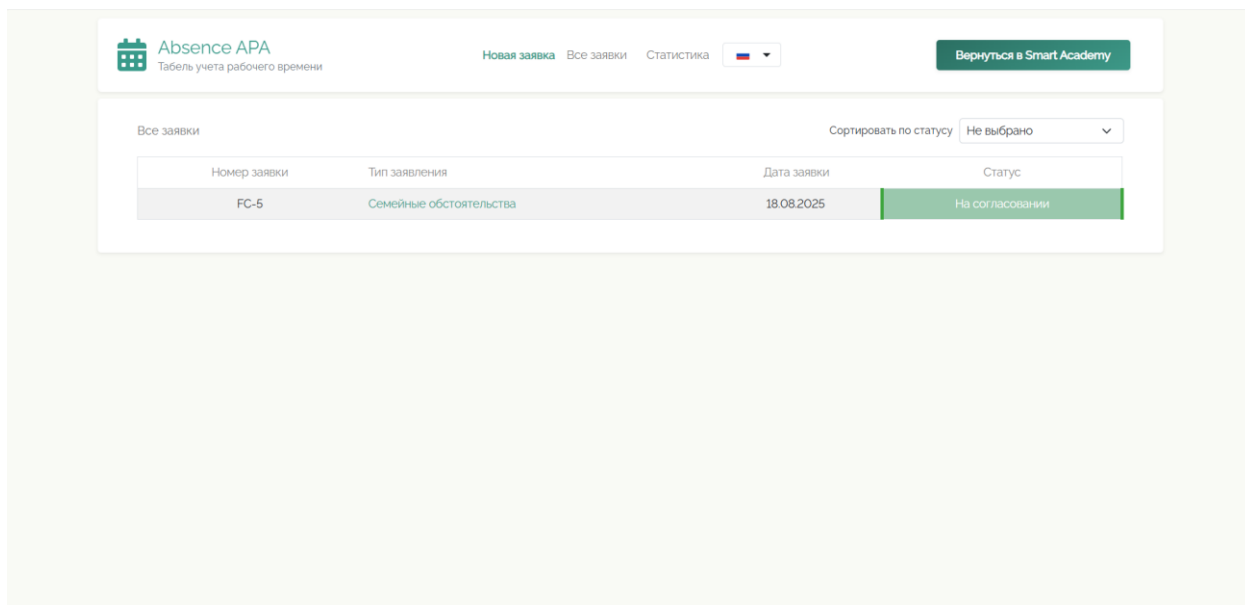 Absence APA
Табель учета рабочего времени
Новая заявка Все заявки Статистика
Вернуться в Smart Academy
Все заявки
Сортировать по статусу Не выбрано
Номер заявки Тип заявления Дата заявки Статус
FC-5 Семейные обстоятельства 18.08.2025 На согласовании